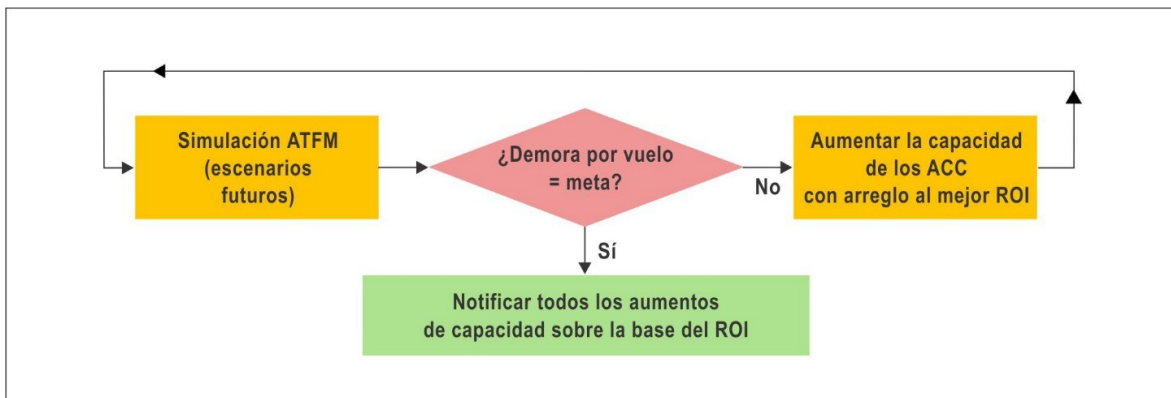 Simulación ATFM
(escenarios
futuros)
¿Demora por vuelo
= meta?
No
Aumentar la capacidad
de los ACC
con arreglo al mejor ROI
Sí
Notificar todos los aumentos
de capacidad sobre la base del ROI